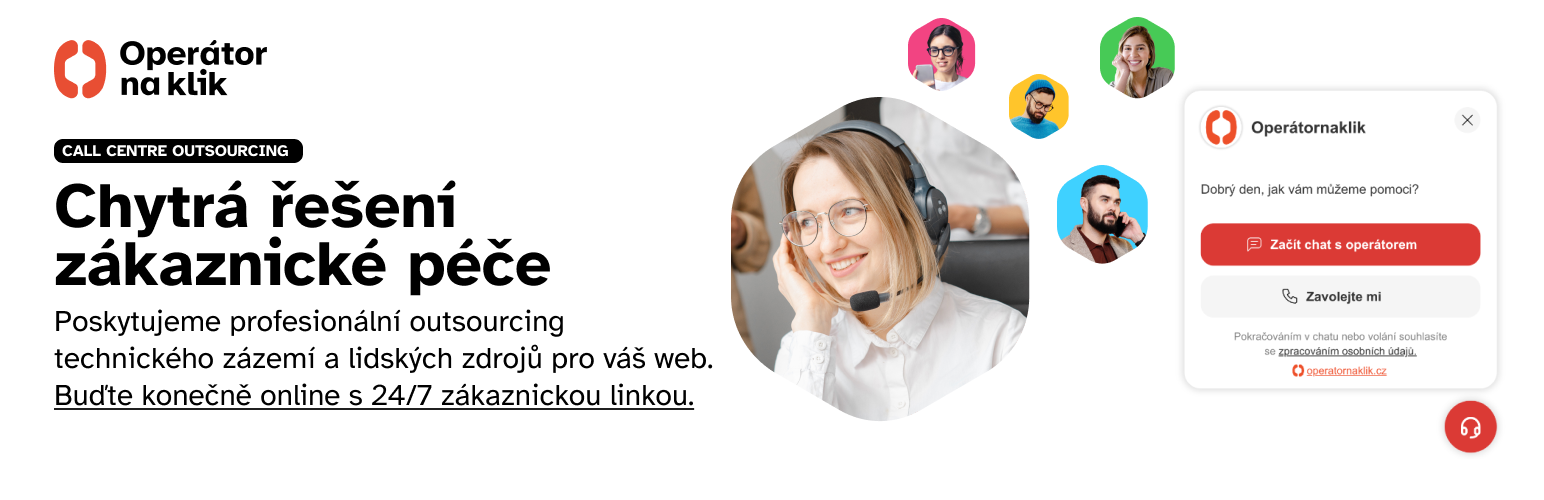 Operátor
na klik
CALL CENTRE OUTSOURCING
Chytrá řešení
zákaznické péče
Poskytujeme profesionální outsourcing
technického zázemí a lidských zdrojů pro váš web.
Buďte konečně online s 24/7 zákaznickou linkou.
Operátornaklik
Dobrý den, jak vám můžeme pomoci?
Začít chat s operátorem
Zavolejte mi
Pokračováním v chatu nebo volání souhlasíte
se zpracováním osobních údajů.
operatornaklik.cz